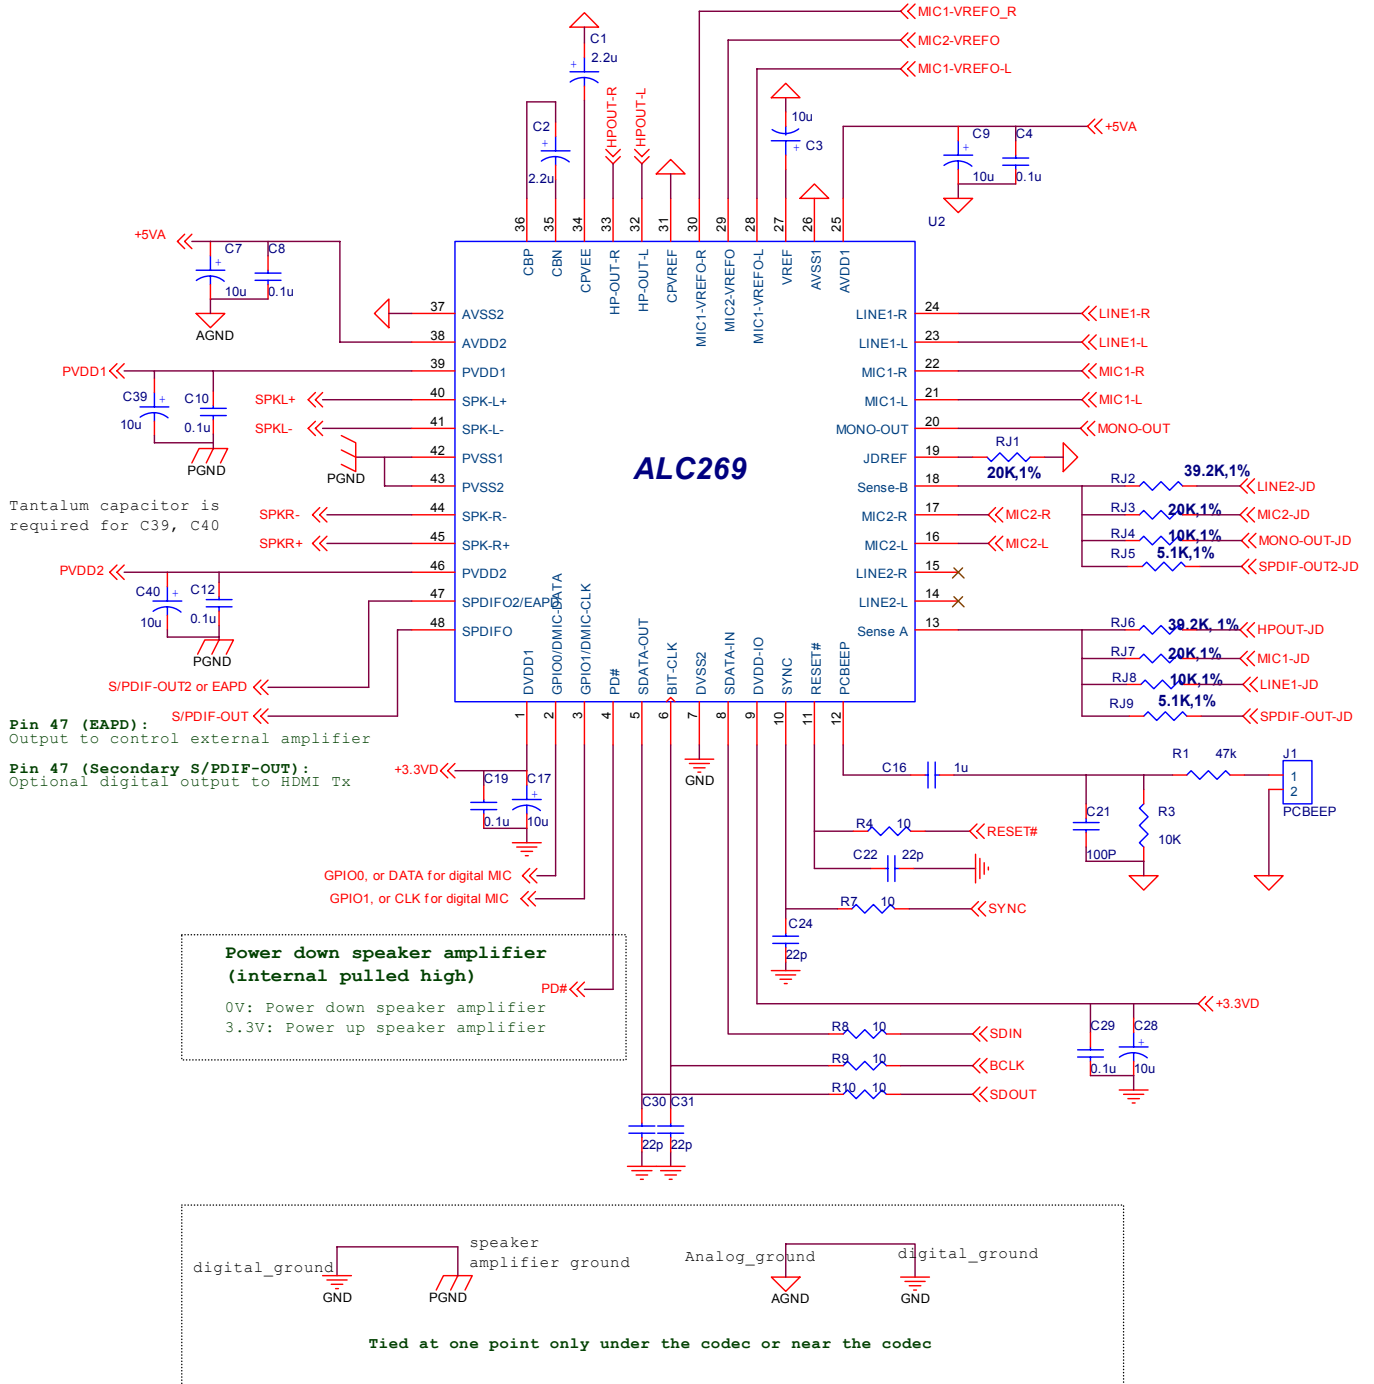 MIC1-VREFO_R
MIC2-VREFO
MIC1-VREFO-L
C1
2.2u
HPOUT-R
HPOUT-L
C2
2.2u
10u
C3
+5VA
C9
C4
10u
0.1u
U2
+5VA
C7
C8
10u
0.1u
AGND
36
35
34
33
32
31
30
29
28
27
26
25
CBP
CBN
CPVEE
HP-OUT-R
HP-OUT-L
CPVREF
MIC1-VREFO-R
MIC2-VREFO
MIC1-VREFO-L
VREF
AVSS1
AVDD1
37 AVSS2
38 AVDD2
PVDD1
39 PVDD1
C39
C10
10u
0.1u
PGND
SPKL+
40 SPK-L+
SPKL-
41 SPK-L-
42 PVSS1
PGND
43 PVSS2
Tantalum capacitor is
required for C39, C40
SPKR-
44 SPK-R-
SPKR+
45 SPK-R+
PVDD2
46 PVDD2
C40
C12
10u
0.1u
PGND
47 SPDIFO2/EAPD
48 SPDIFO
S/PDIF-OUT2 or EAPD
S/PDIF-OUT
Pin 47 (EAPD):
Output to control external amplifier
Pin 47 (Secondary S/PDIF-OUT):
Optional digital output to HDMI Tx
ALC269
LINE1-R 24 LINE1-R
LINE1-L 23 LINE1-L
MIC1-R 22 MIC1-R
MIC1-L 21 MIC1-L
MONO-OUT 20 MONO-OUT
JDREF 19 RJ1
20K,1%
Sense-B 18
RJ2 39.2K,1% LINE2-JD
MIC2-R 17 MIC2-R
RJ3 20K,1% MIC2-JD
MIC2-L 16 MIC2-L
RJ4 10K,1% MONO-OUT-JD
RJ5 5.1K,1% SPDIF-OUT2-JD
LINE2-R 15
LINE2-L 14
Sense A 13
RJ6 39.2K, 1% HPOUT-JD
RJ7 20K,1% MIC1-JD
RJ8 10K,1% LINE1-JD
RJ9 5.1K,1% SPDIF-OUT-JD
DVDD1
GPIO0/DMIC-DATA
GPIO1/DMIC-CLK
PD#
SDATA-OUT
BIT-CLK
DVSS2
SDATA-IN
DVDD-IO
SYNC
RESET#
PCBEEP
1
2
3
4
5
6
7
8
9
10
11
12
+3.3VD
C19
C17
0.1u
10u
GND
C16
1u
R1
47k
J1
1
2
PCBEEP
C21
100P
R3
10K
R4
10
RESET#
C22
22p
R7
10
SYNC
C24
22p
GPIO0, or DATA for digital MIC
GPIO1, or CLK for digital MIC
Power down speaker amplifier
(internal pulled high)
PD#
0V: Power down speaker amplifier
3.3V: Power up speaker amplifier
+3.3VD
C29
C28
0.1u
10u
R8
10
SDIN
R9
10
BCLK
R10
10
SDOUT
C30
C31
22p
22p
digital_ground
speaker
amplifier ground
GND
PGND
Analog_ground
digital_ground
AGND
GND
Tied at one point only under the codec or near the codec